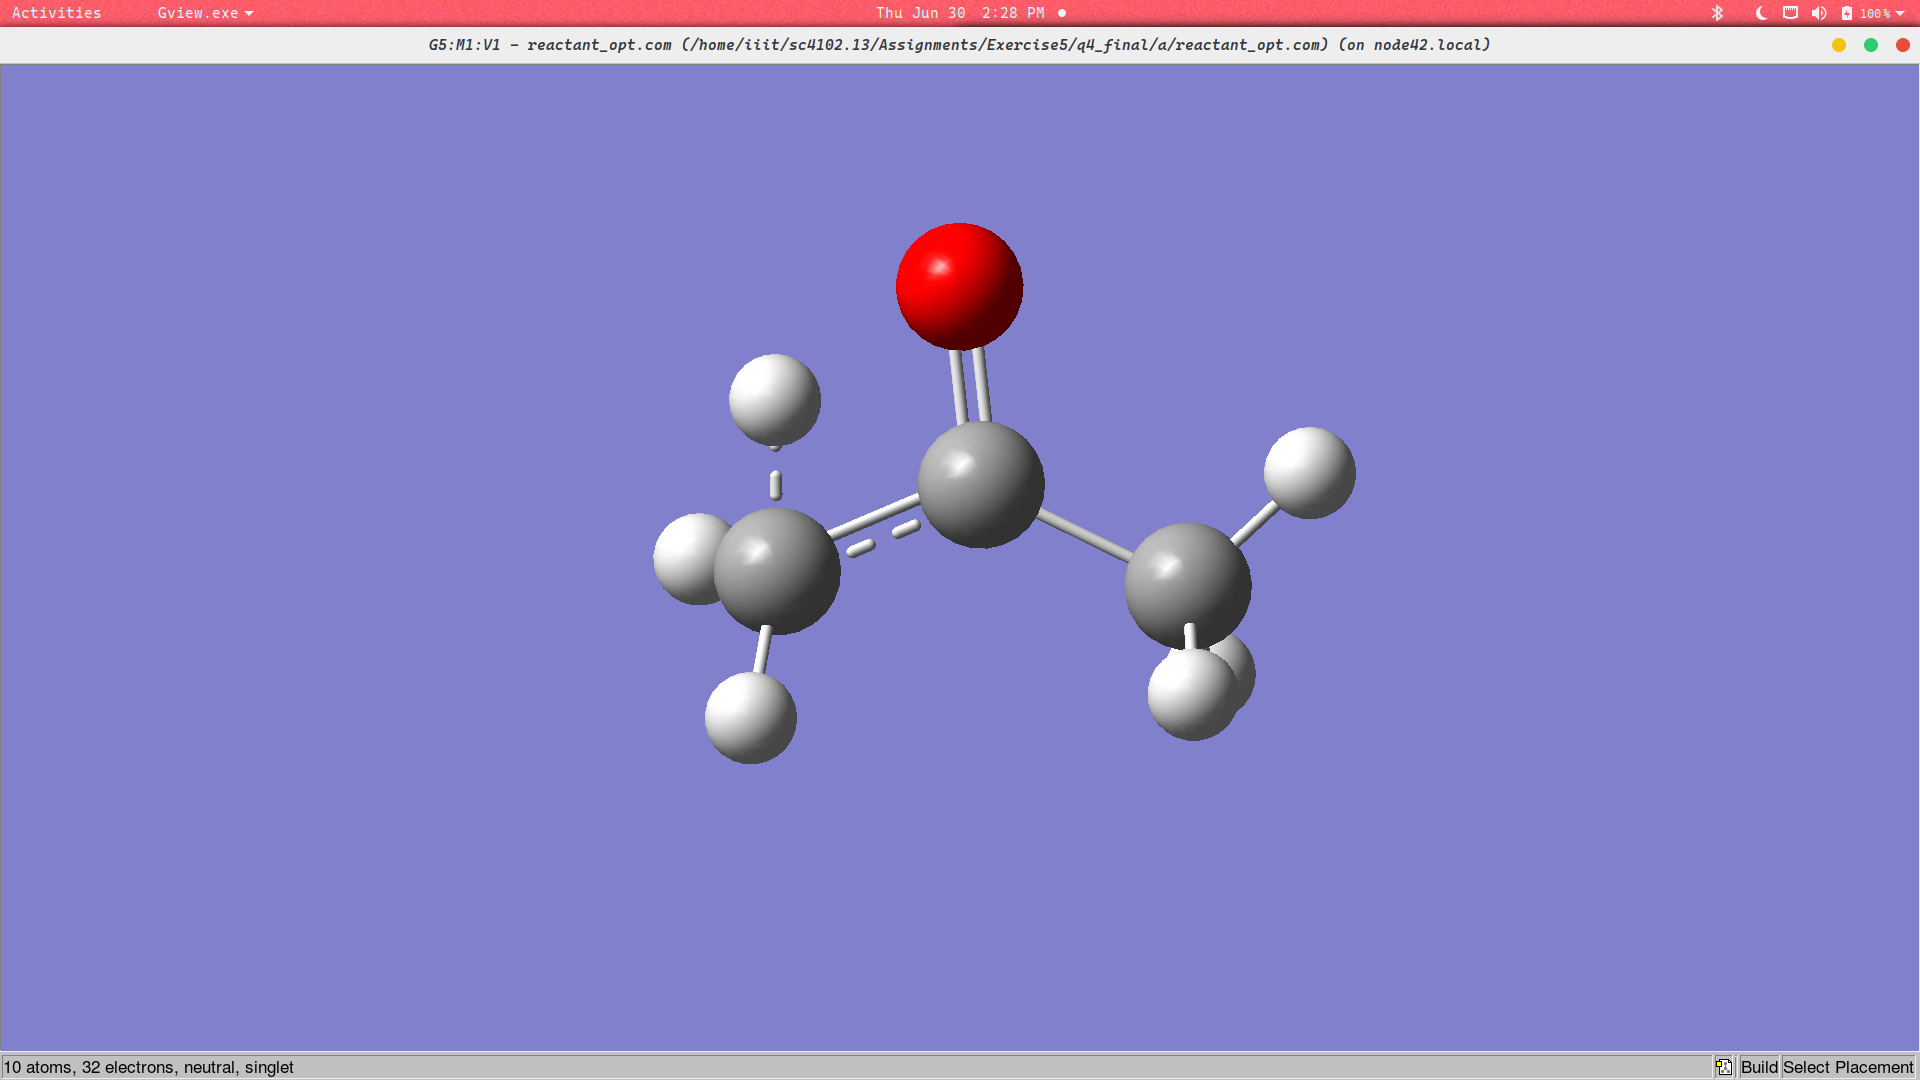 Activities Gview.exe Thu Jun 30 2:28 PM 100%
G5:M1:V1 - reactant_opt.com (/home/iiit/sc4102.13/Assignments/Exercise5/q4_final/a/reactant_opt.com) (on node42.local)
10 atoms, 32 electrons, neutral, singlet Build Select Placement